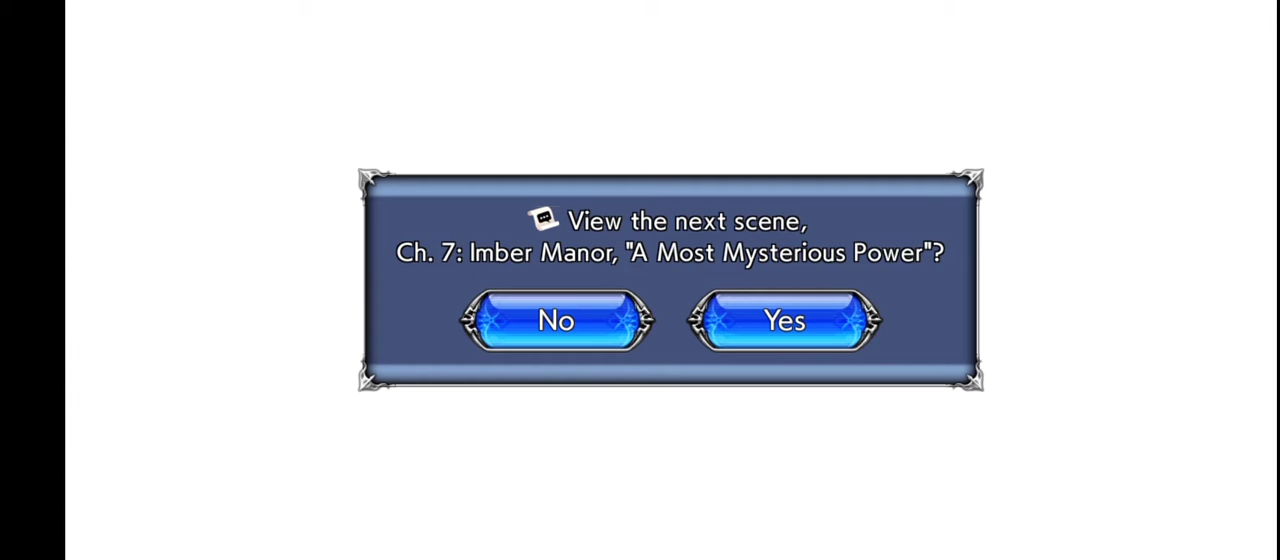 View the next scene,
Ch. 7: Imber Manor, "A Most Mysterious Power"?
No
Yes